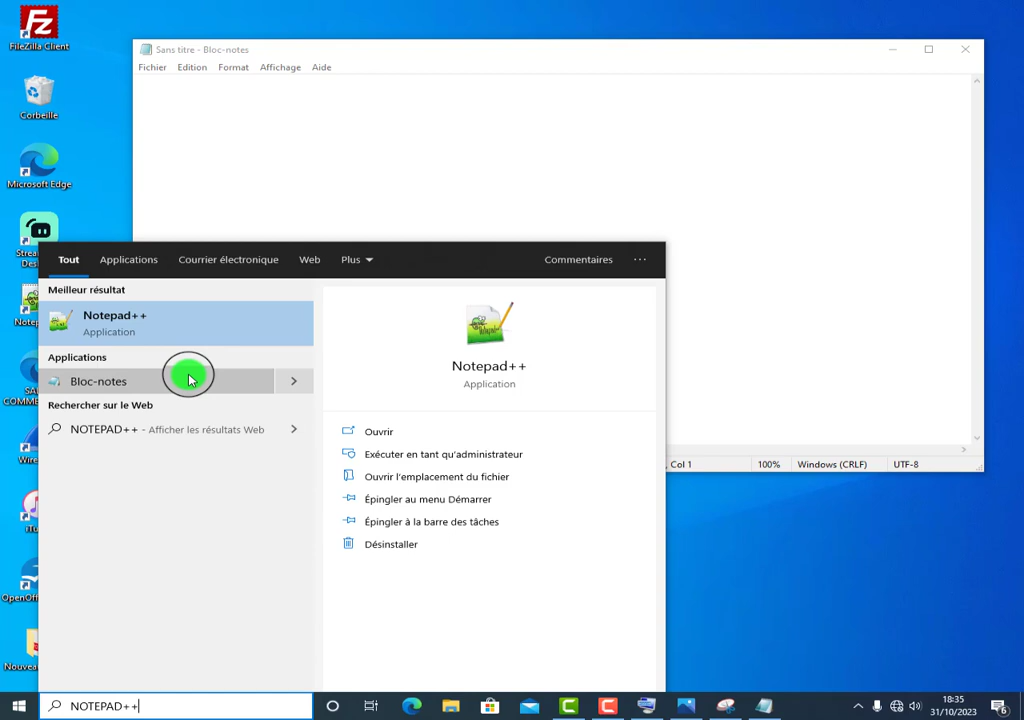 FileZilla Client
Corbeille
Microsoft Edge
Sans titre - Bloc-notes
Fichier Edition Format Affichage Aide
Tout Applications Courrier électronique Web Plus Commentaires ...
Meilleur résultat
Notepad++
Application
Applications
Bloc-notes
Rechercher sur le Web
NOTEPAD++ - Afficher les résultats Web
Notepad++
Application
Ouvrir
Exécuter en tant qu'administrateur
Ouvrir l'emplacement du fichier
Épingler au menu Démarrer
Épingler à la barre des tâches
Désinstaller
, Col 1 100% Windows (CRLF) UTF-8
NOTEPAD++
18:35
31/10/2023
6